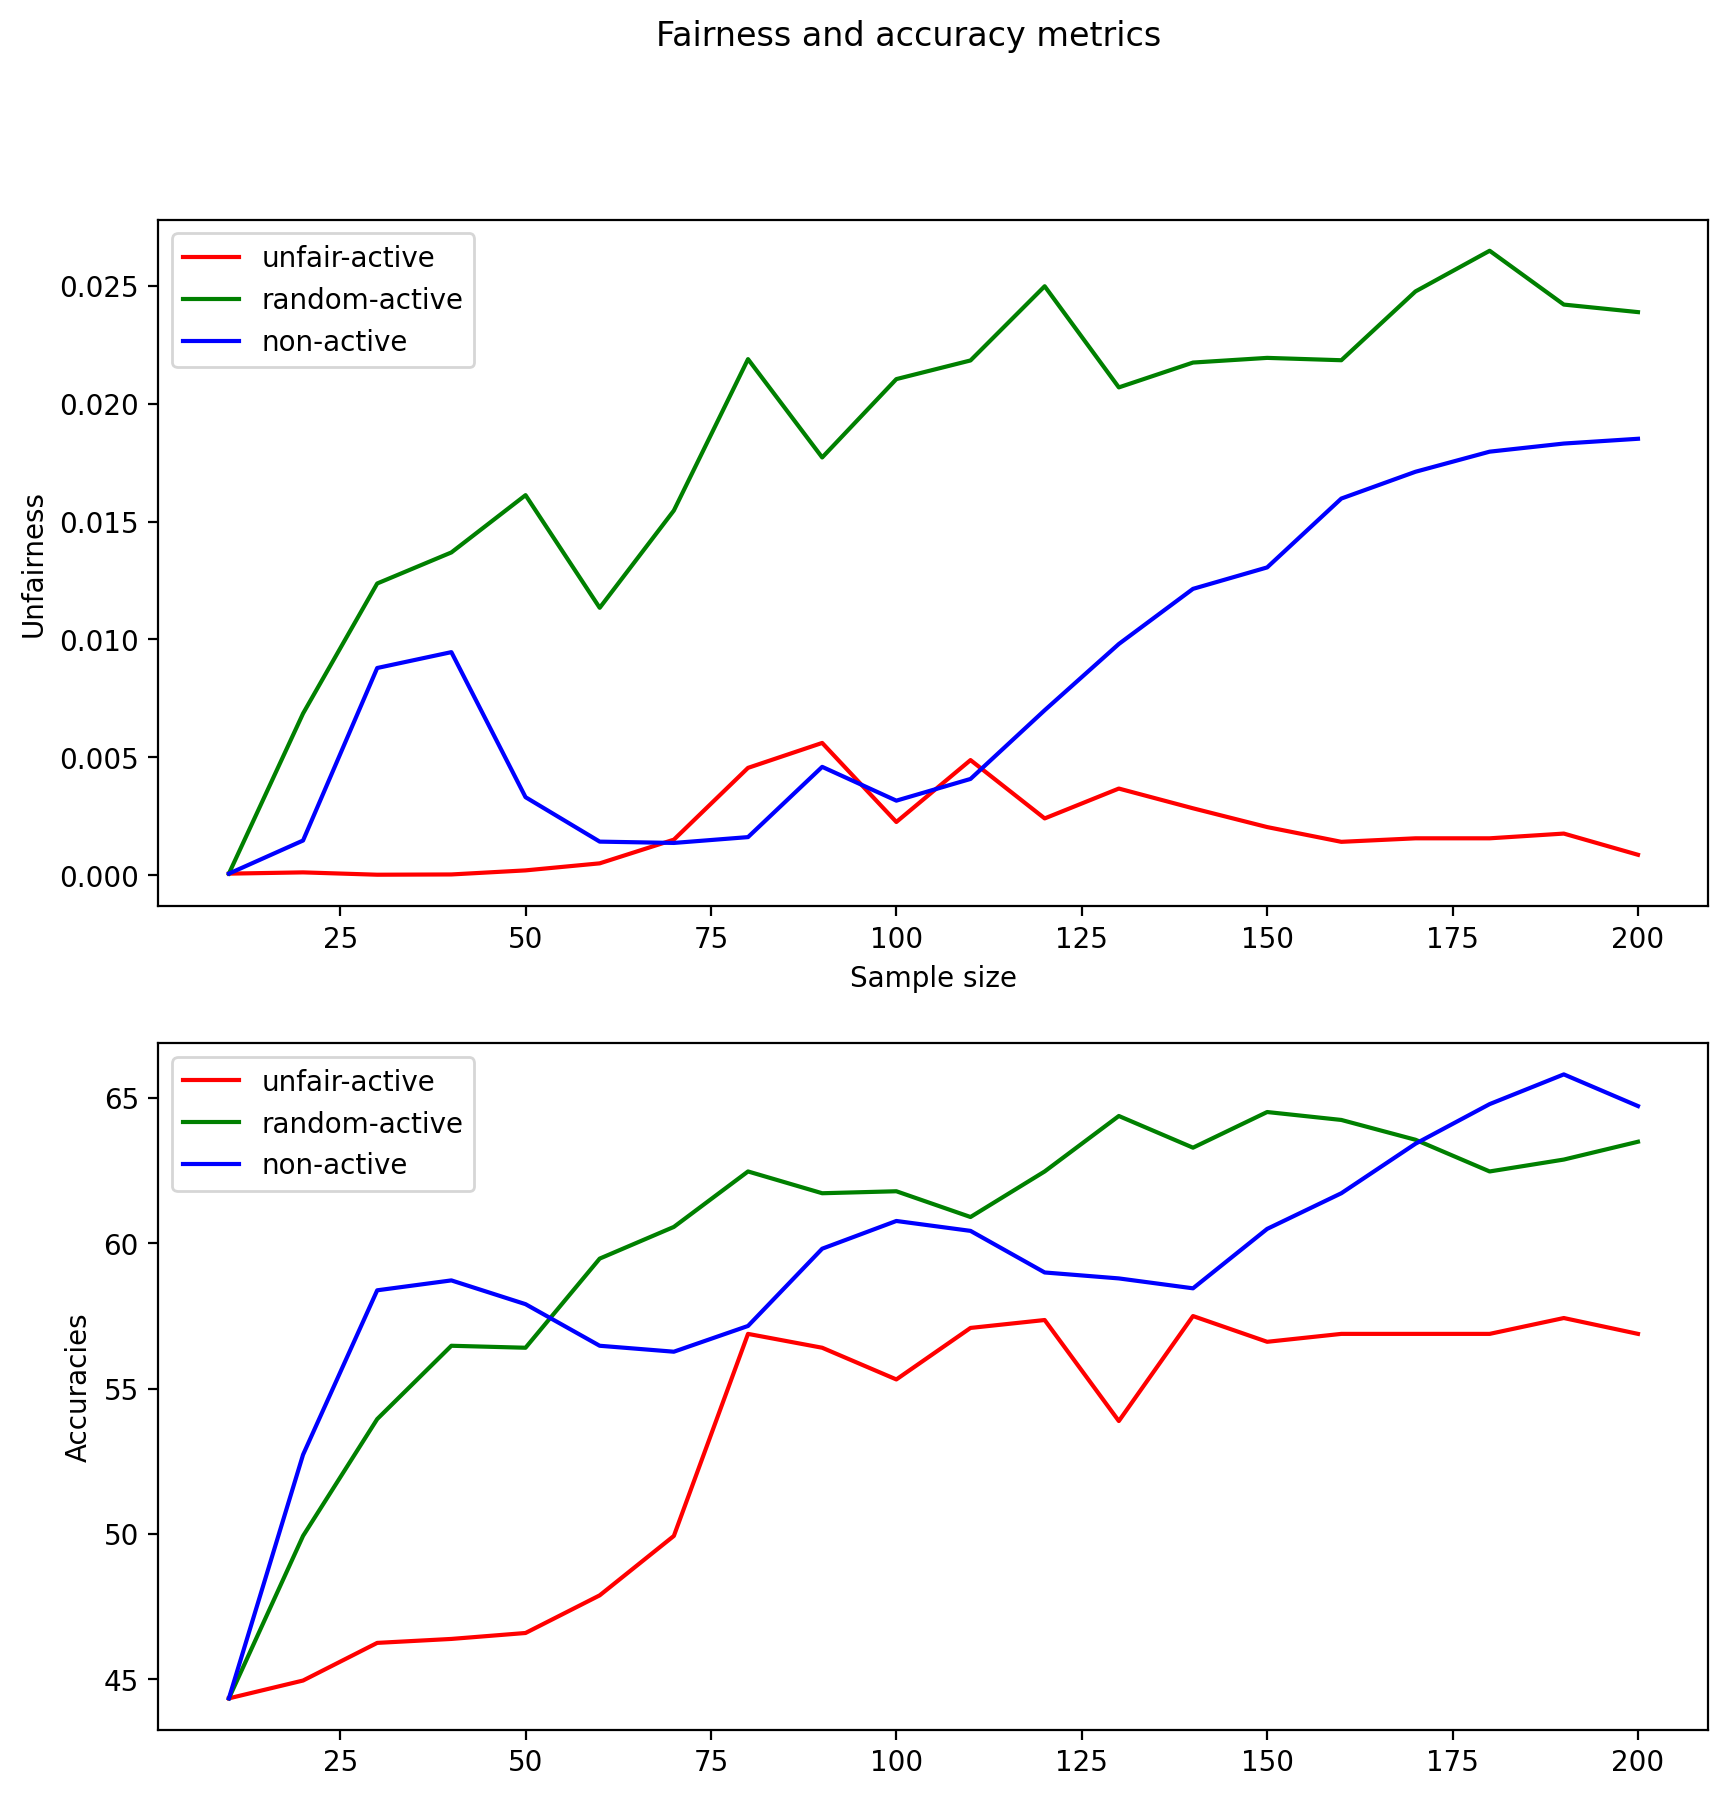 Fairness and accuracy metrics
unfair-active
random-active
non-active
0.025
0.020
0.015
0.010
0.005
0.000
Unfairness
25 50 75 100 125 150 175 200
Sample size
unfair-active
random-active
non-active
65
60
55
50
45
Accuracies
25 50 75 100 125 150 175 200